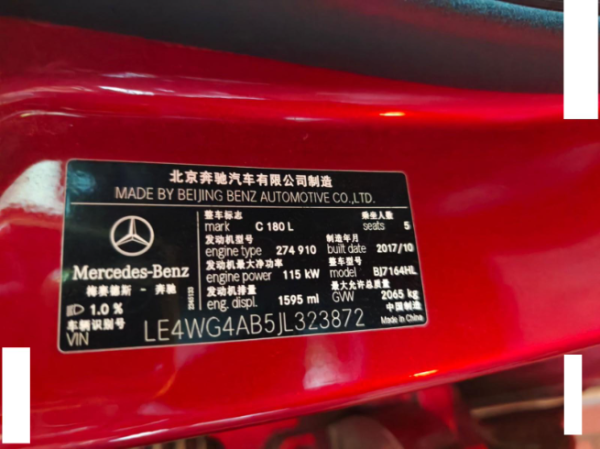 北京奔驰汽车有限公司制造
MADE BY BEIJING BENZ AUTOMOTIVE CO.,LTD.
整车标志 乘坐人数
mark C 180 L seats 5
发动机型号 制造年月
engine type 274 910 built date 2017/10
发动机最大净功率 整车型号
engine power 115 kW model BJ7164HL
发动机排量 最大允许总质量
eng. displ. 1595 ml GVW 2065 kg
Mercedes-Benz
梅赛德斯 - 奔驰
1.0 %
车辆识别号
VIN LE4WG4AB5JL323872
中国制造
Made in China